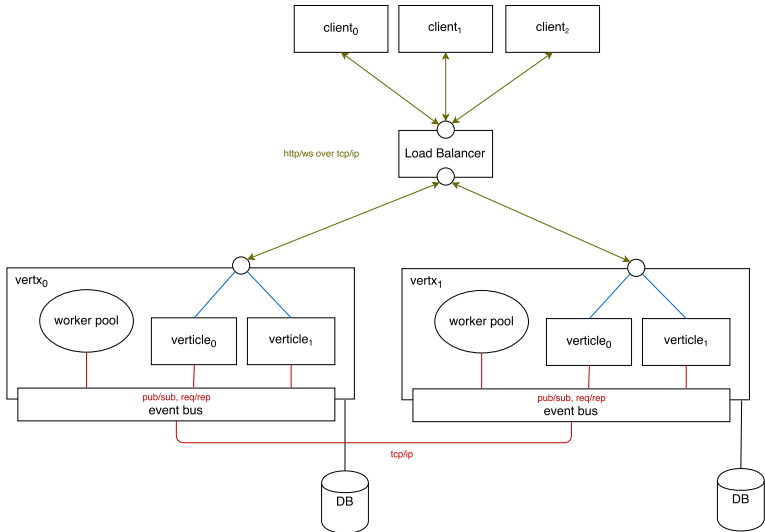 client₀
client₁
client₂
http/ws over tcp/ip
Load Balancer
vertx₀
worker pool
verticle₀
verticle₁
pub/sub, req/rep
event bus
vertx₁
worker pool
verticle₀
verticle₁
pub/sub, req/rep
event bus
tcp/ip
DB
DB